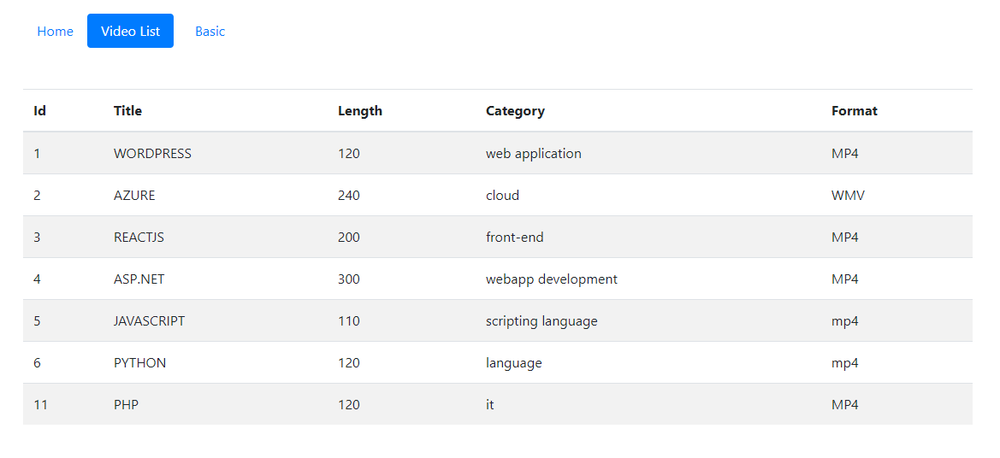 Home Video List Basic
Id Title Length Category Format
1 WORDPRESS 120 web application MP4
2 AZURE 240 cloud WMV
3 REACTJS 200 front-end MP4
4 ASP.NET 300 webapp development MP4
5 JAVASCRIPT 110 scripting language mp4
6 PYTHON 120 language mp4
11 PHP 120 it MP4